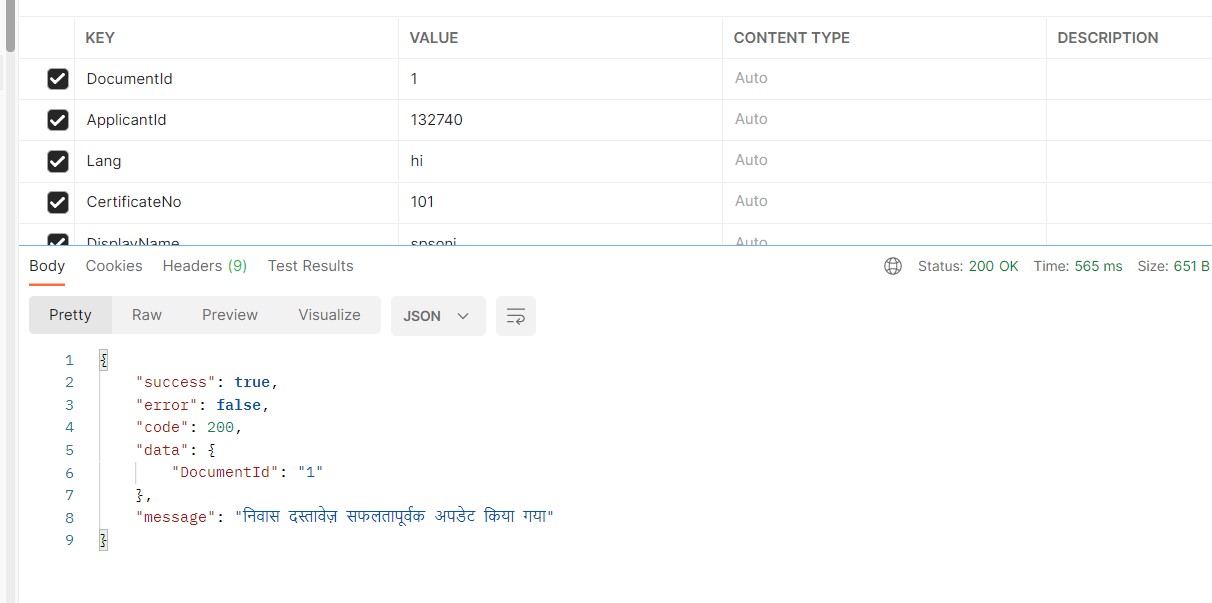 KEY VALUE CONTENT TYPE DESCRIPTION
DocumentId 1 Auto
ApplicantId 132740 Auto
Lang hi Auto
CertificateNo 101 Auto
DisplayName spsoni Auto
Body Cookies Headers (9) Test Results Status: 200 OK Time: 565 ms Size: 651 B
Pretty Raw Preview Visualize JSON
1 {
2 "success": true,
3 "error": false,
4 "code": 200,
5 "data": {
6 "DocumentId": "1"
7 },
8 "message": "निवास दस्तावेज़ सफलतापूर्वक अपडेट किया गया"
9 }